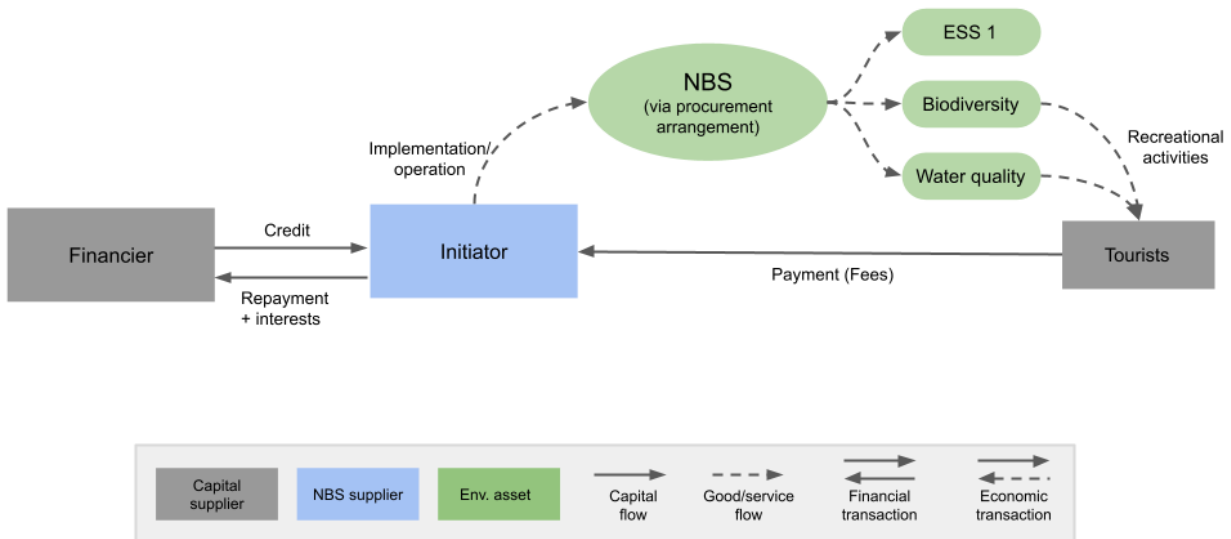 ESS 1
NBS
(via procurement
arrangement)
Biodiversity
Recreational
activities
Implementation/
operation
Water quality
Financier
Credit
Initiator
Tourists
Payment (Fees)
Repayment
+ interests
Capital
supplier
NBS supplier
Env. asset
Capital
flow
Good/service
flow
Financial
transaction
Economic
transaction